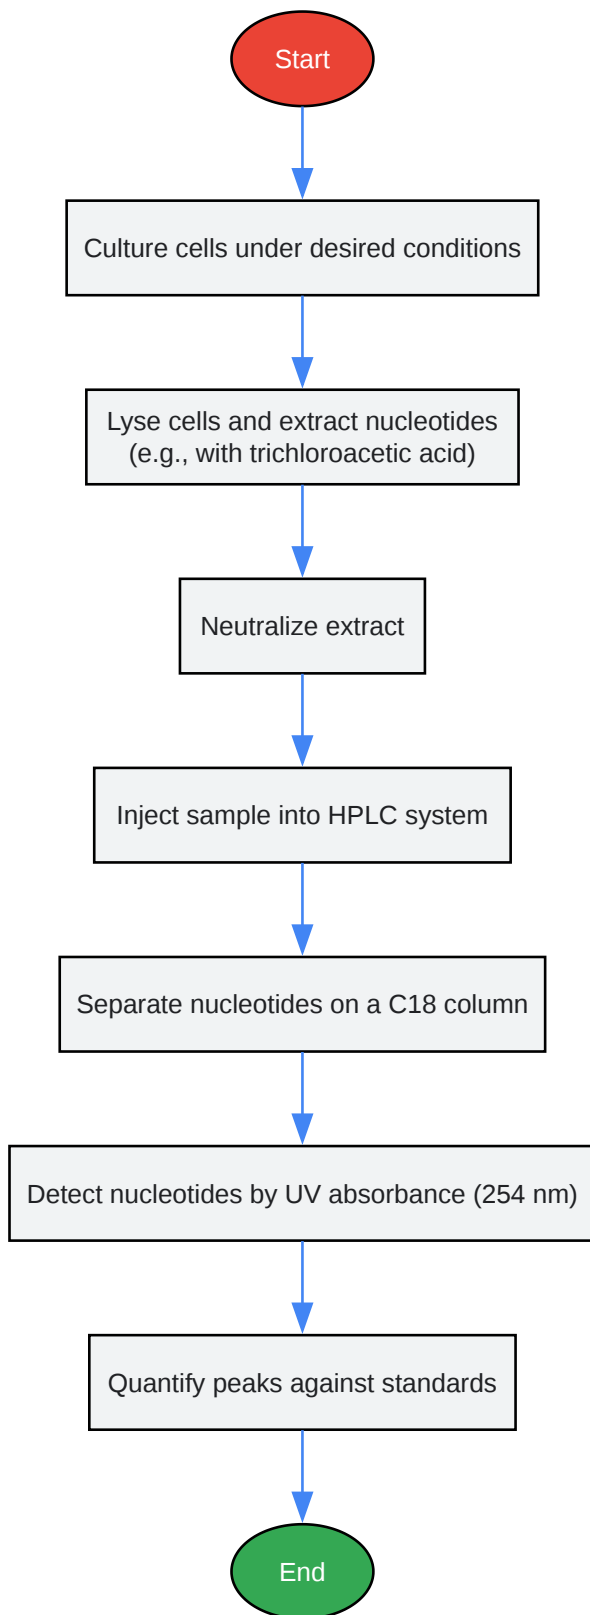 Start
Culture cells under desired conditions
Lyse cells and extract nucleotides
(e.g., with trichloroacetic acid)
Neutralize extract
Inject sample into HPLC system
Separate nucleotides on a C18 column
Detect nucleotides by UV absorbance (254 nm)
Quantify peaks against standards
End